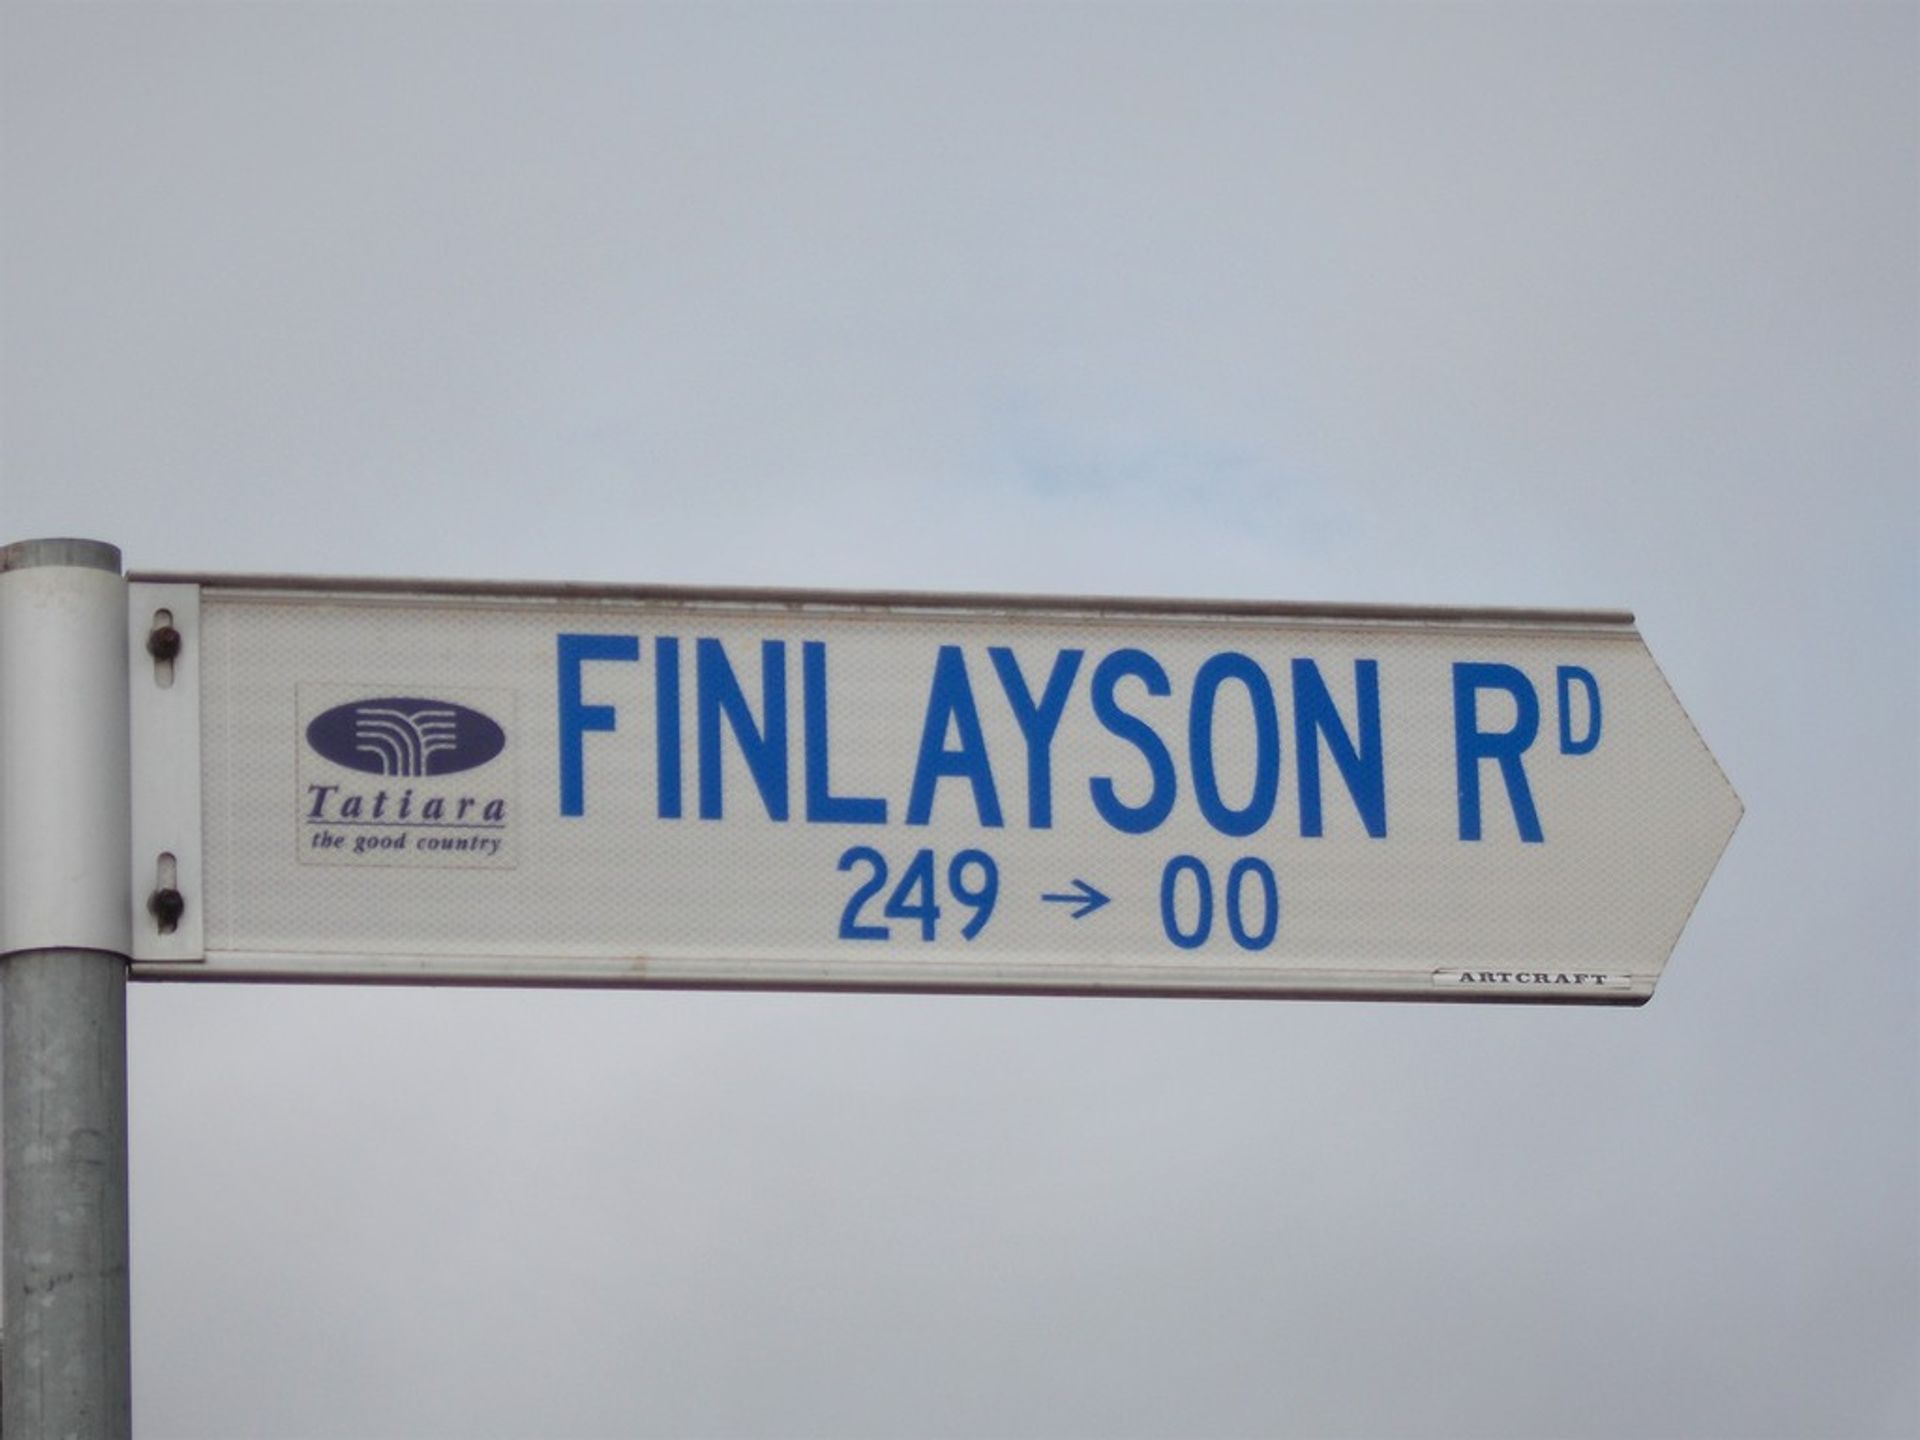 FINLAYSON RD
Tatiara
the good country
249 → 00
ARTCRAFT